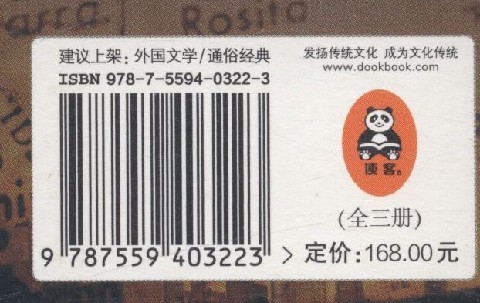 Rosita
建议上架：外国文学/通俗经典
ISBN 978-7-5594-0322-3
发扬传统文化 成为文化传统
www.dookbook.com
读客®
(全三册)
9 787559 403223 >
定价：168.00元